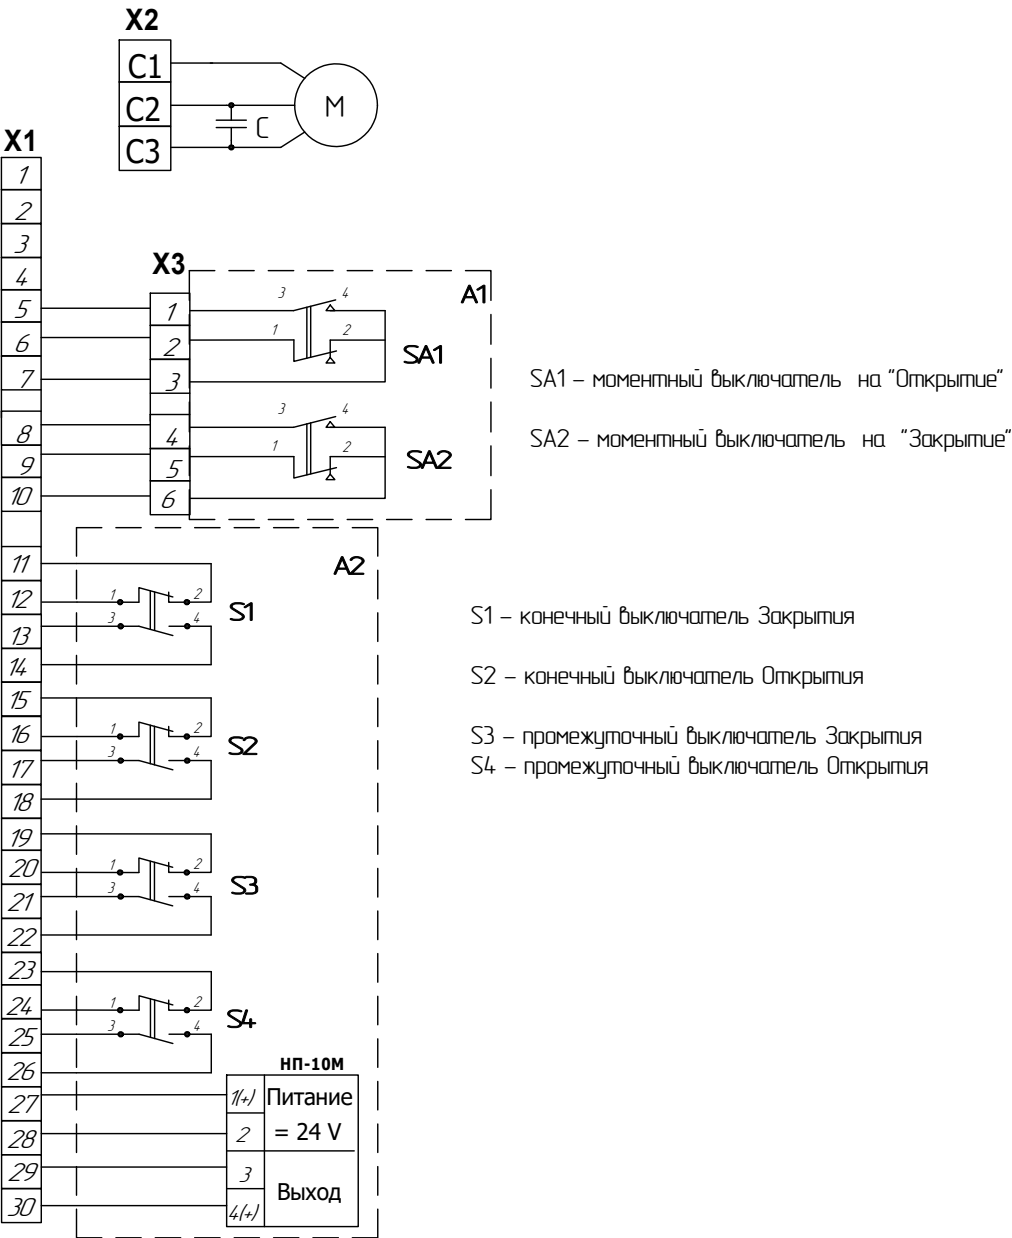 X2
C1
C2
C3
M
C
X1
1
2
3
4
5
6
7
8
9
10
11
12
13
14
15
16
17
18
19
20
21
22
23
24
25
26
27
28
29
30
X3
1
2
3
4
5
6
A1
3 4
1 2
SA1
3 4
1 2
SA2
SA1 – моментный выключатель на "Открытие"
SA2 – моментный выключатель на "Закрытие"
A2
1 2
3 4
S1
1 2
3 4
S2
1 2
3 4
S3
1 2
3 4
S4
S1 – конечный выключатель Закрытия
S2 – конечный выключатель Открытия
S3 – промежуточный выключатель Закрытия
S4 – промежуточный выключатель Открытия
НП-10М
1(+) Питание
2 = 24 V
3
Выход
4(+)